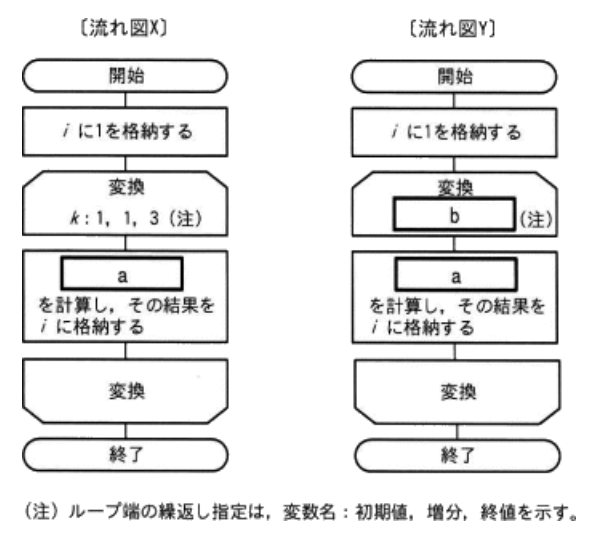 〔流れ図X〕
開始
i に1を格納する
変換
k：1，1，3（注）
a
を計算し，その結果を
i に格納する
変換
終了
〔流れ図Y〕
開始
i に1を格納する
変換
b
（注）
a
を計算し，その結果を
i に格納する
変換
終了
（注）ループ端の繰返し指定は，変数名：初期値，増分，終値を示す。